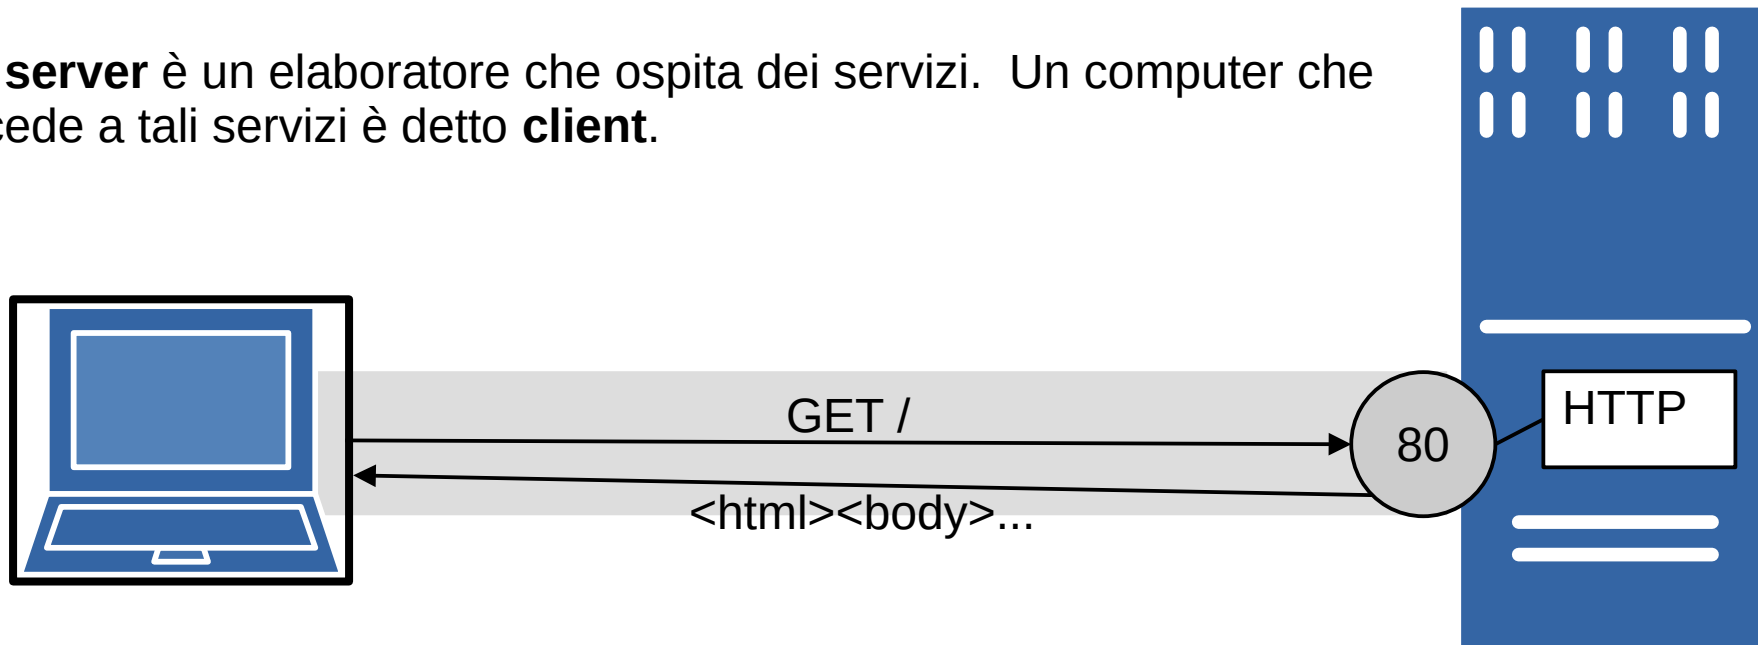 server è un elaboratore che ospita dei servizi.  Un computer che
cede a tali servizi è detto client.
GET /
80
HTTP
<html><body>...